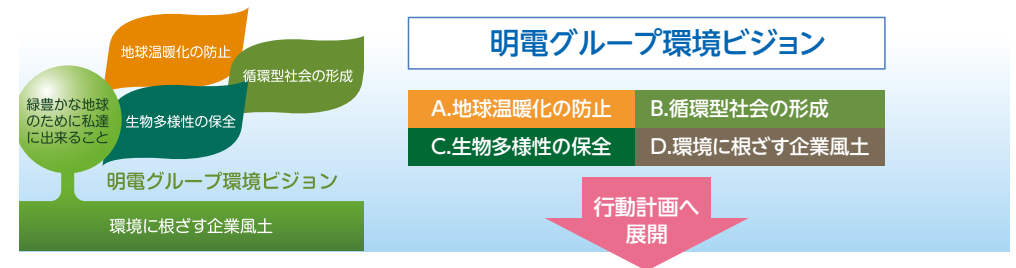 地球温暖化の防止
循環型社会の形成
緑豊かな地球
のために私達
に出来ること
生物多様性の保全
明電グループ環境ビジョン
環境に根ざす企業風土
明電グループ環境ビジョン
A.地球温暖化の防止
B.循環型社会の形成
C.生物多様性の保全
D.環境に根ざす企業風土
行動計画へ
展開